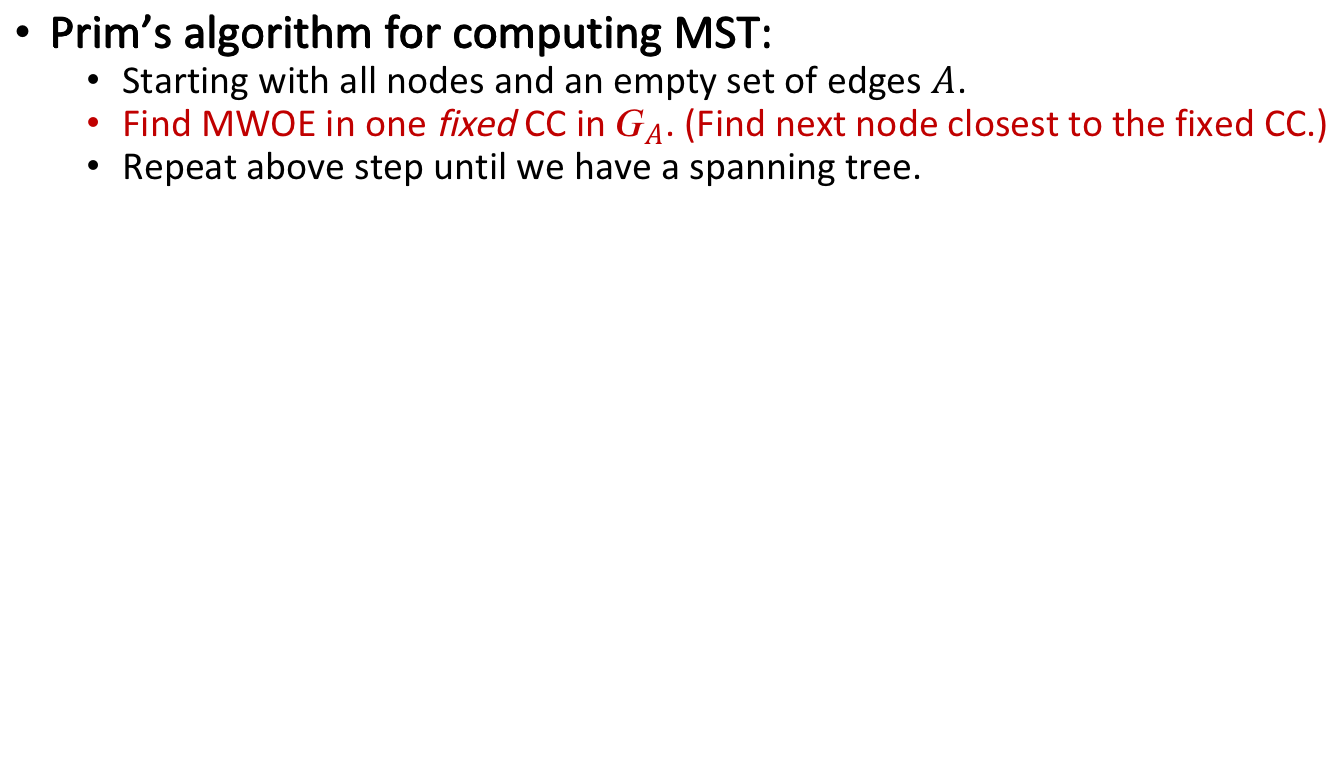 • Prim’s algorithm for computing MST:
• Starting with all nodes and an empty set of edges A.
• Find MWOE in one fixed CC in G_A. (Find next node closest to the fixed CC.)
• Repeat above step until we have a spanning tree.